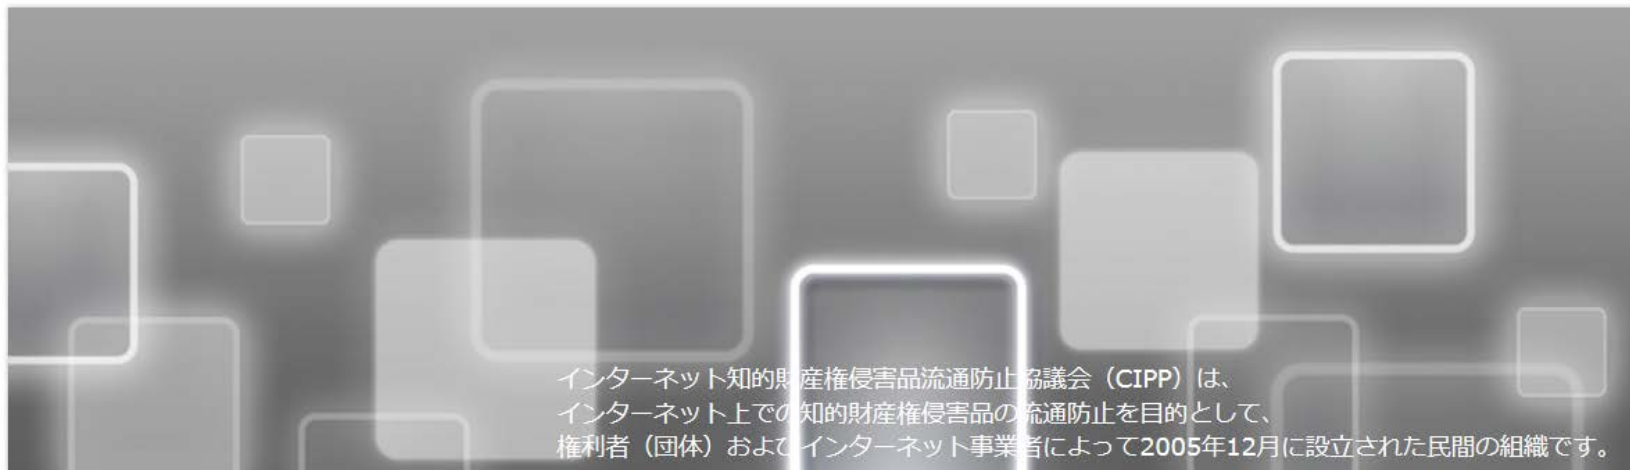 インターネット知的財産権侵害品流通防止協議会（CIPP）は、
インターネット上での知的財産権侵害品の流通防止を目的として、
権利者（団体）およびインターネット事業者によって2005年12月に設立された民間の組織です。